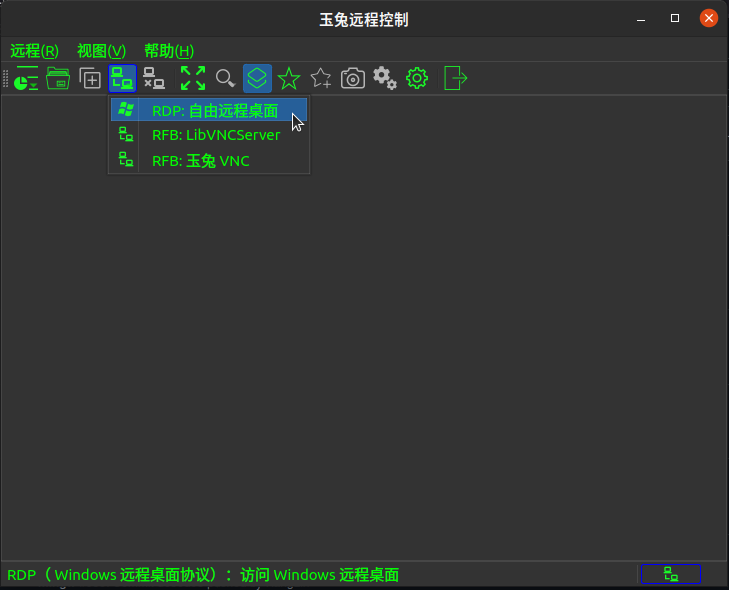 玉兔远程控制
远程(R) 视图(V) 帮助(H)
RDP: 自由远程桌面
RFB: LibVNCServer
RFB: 玉兔 VNC
RDP（ Windows 远程桌面协议）：访问 Windows 远程桌面